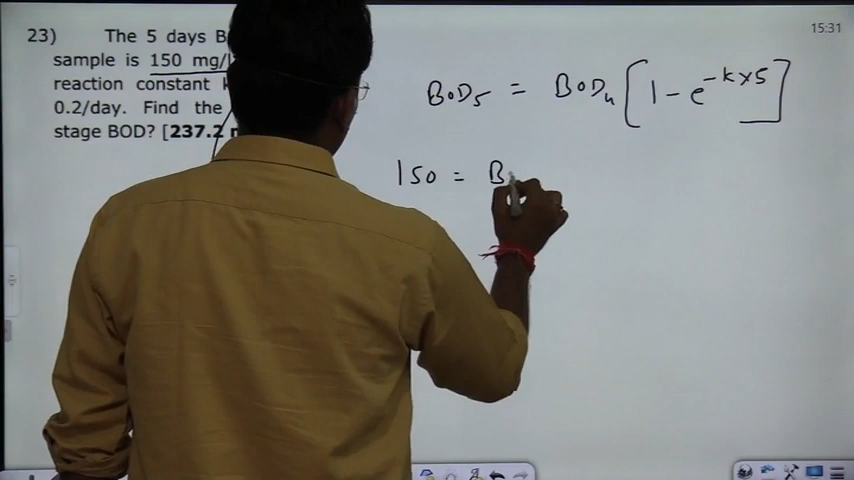 15:31
23) The 5 days B
sample is 150 mg/l
reaction constant k
0.2/day. Find the
stage BOD? [237.2
BOD5 = BODu [1 - e^-k×5]
150 = B